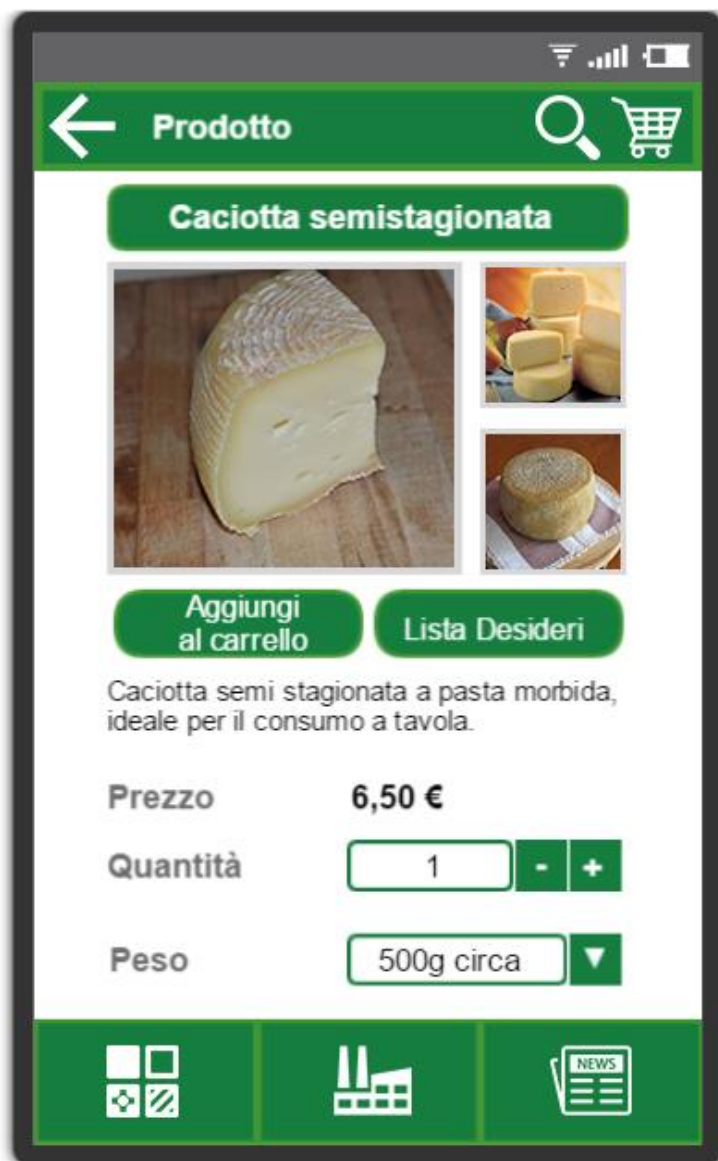 Prodotto
Caciotta semistagionata
Aggiungi
al carrello
Lista Desideri
Caciotta semi stagionata a pasta morbida,
ideale per il consumo a tavola.
Prezzo 6,50 €
Quantità 1 - +
Peso 500g circa
NEWS